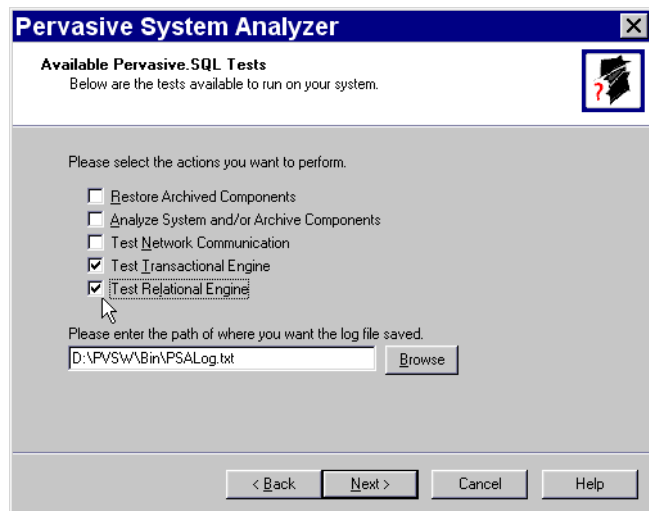 Pervasive System Analyzer
Available Pervasive.SQL Tests
Below are the tests available to run on your system.
?
Please select the actions you want to perform.
Restore Archived Components
Analyze System and/or Archive Components
Test Network Communication
Test Transactional Engine
Test Relational Engine
Please enter the path of where you want the log file saved.
D:\PVSW\Bin\PSALog.txt
Browse
< Back
Next >
Cancel
Help